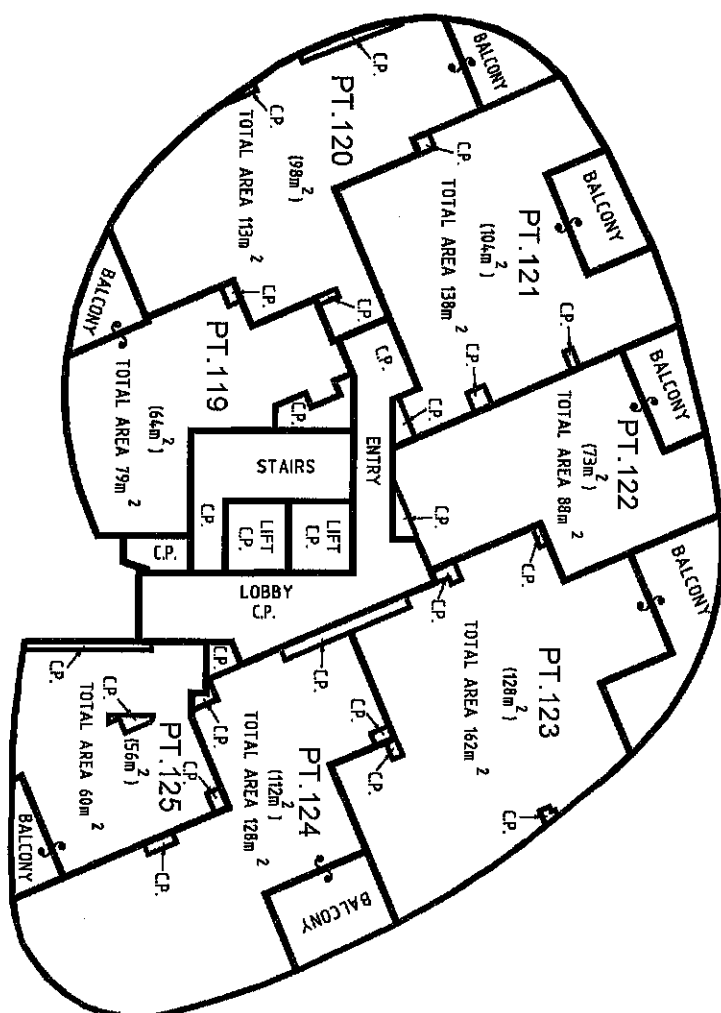 C.P.
BALCONY
C.P.
PT.120
(98m²)
TOTAL AREA 113m²
C.P.
BALCONY
PT.121
(104m²)
TOTAL AREA 138m²
C.P.
C.P.
C.P.
BALCONY
C.P.
C.P.
PT.119
(64m²)
TOTAL AREA 79m²
C.P.
C.P.
C.P.
BALCONY
PT.122
(73m²)
TOTAL AREA 88m²
ENTRY
STAIRS
C.P.
LIFT
C.P.
LIFT
C.P.
C.P.
C.P.
LOBBY
C.P.
BALCONY
C.P.
C.P.
PT.123
(128m²)
TOTAL AREA 162m²
C.P.
C.P.
C.P.
C.P.
C.P.
PT.124
(112m²)
TOTAL AREA 128m²
BALCONY
C.P.
C.P.
PT.125
(56m²)
TOTAL AREA 60m²
C.P.
C.P.
C.P.
BALCONY